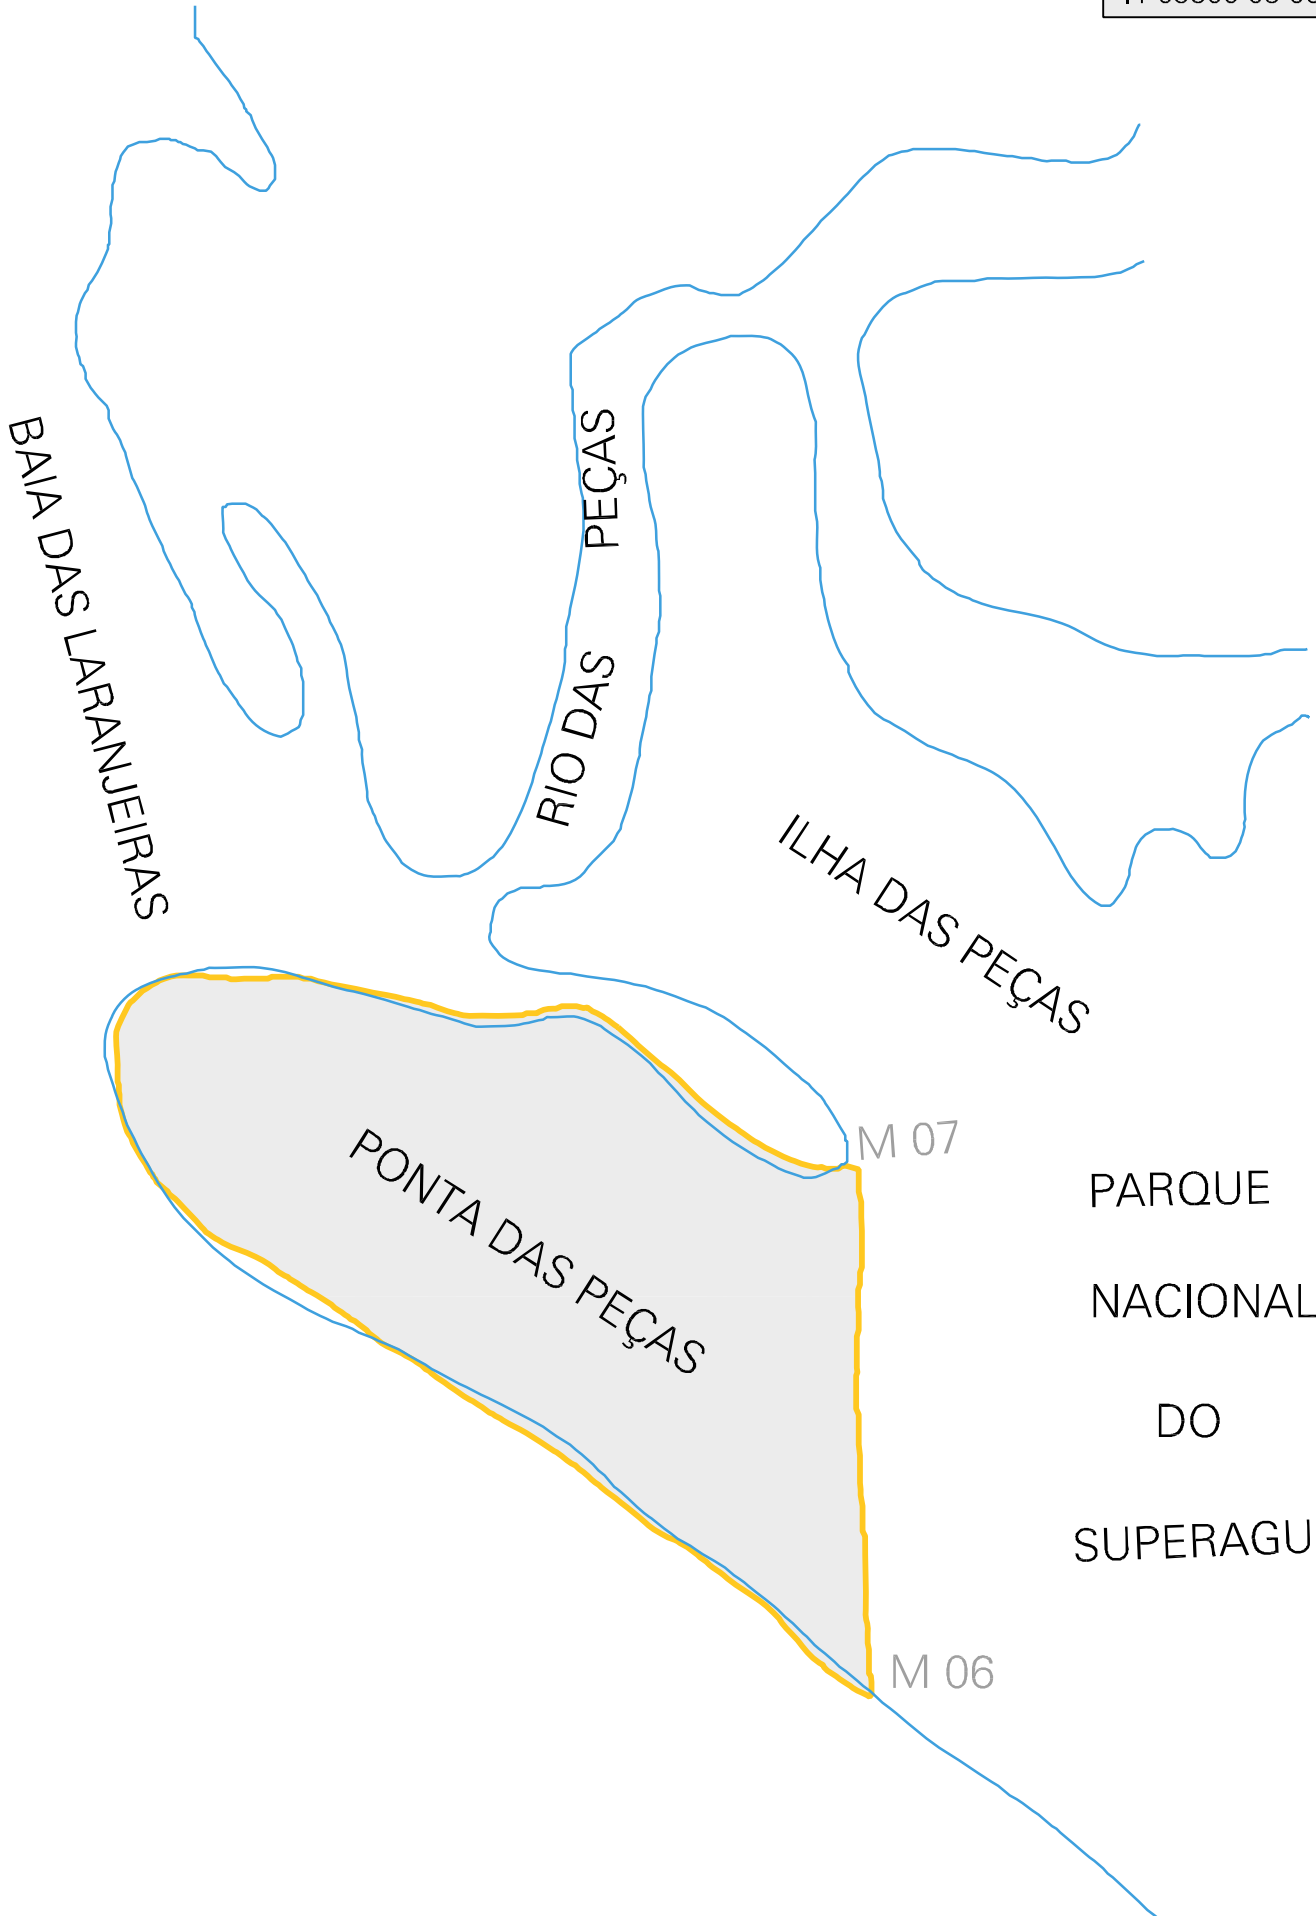 PEÇAS
BAIA DAS LARANJEIRAS
RIO DAS
ILHA DAS PEÇAS
M 07
PONTA DAS PEÇAS
PARQUE
NACIONAL
DO
SUPERAGU
M 06